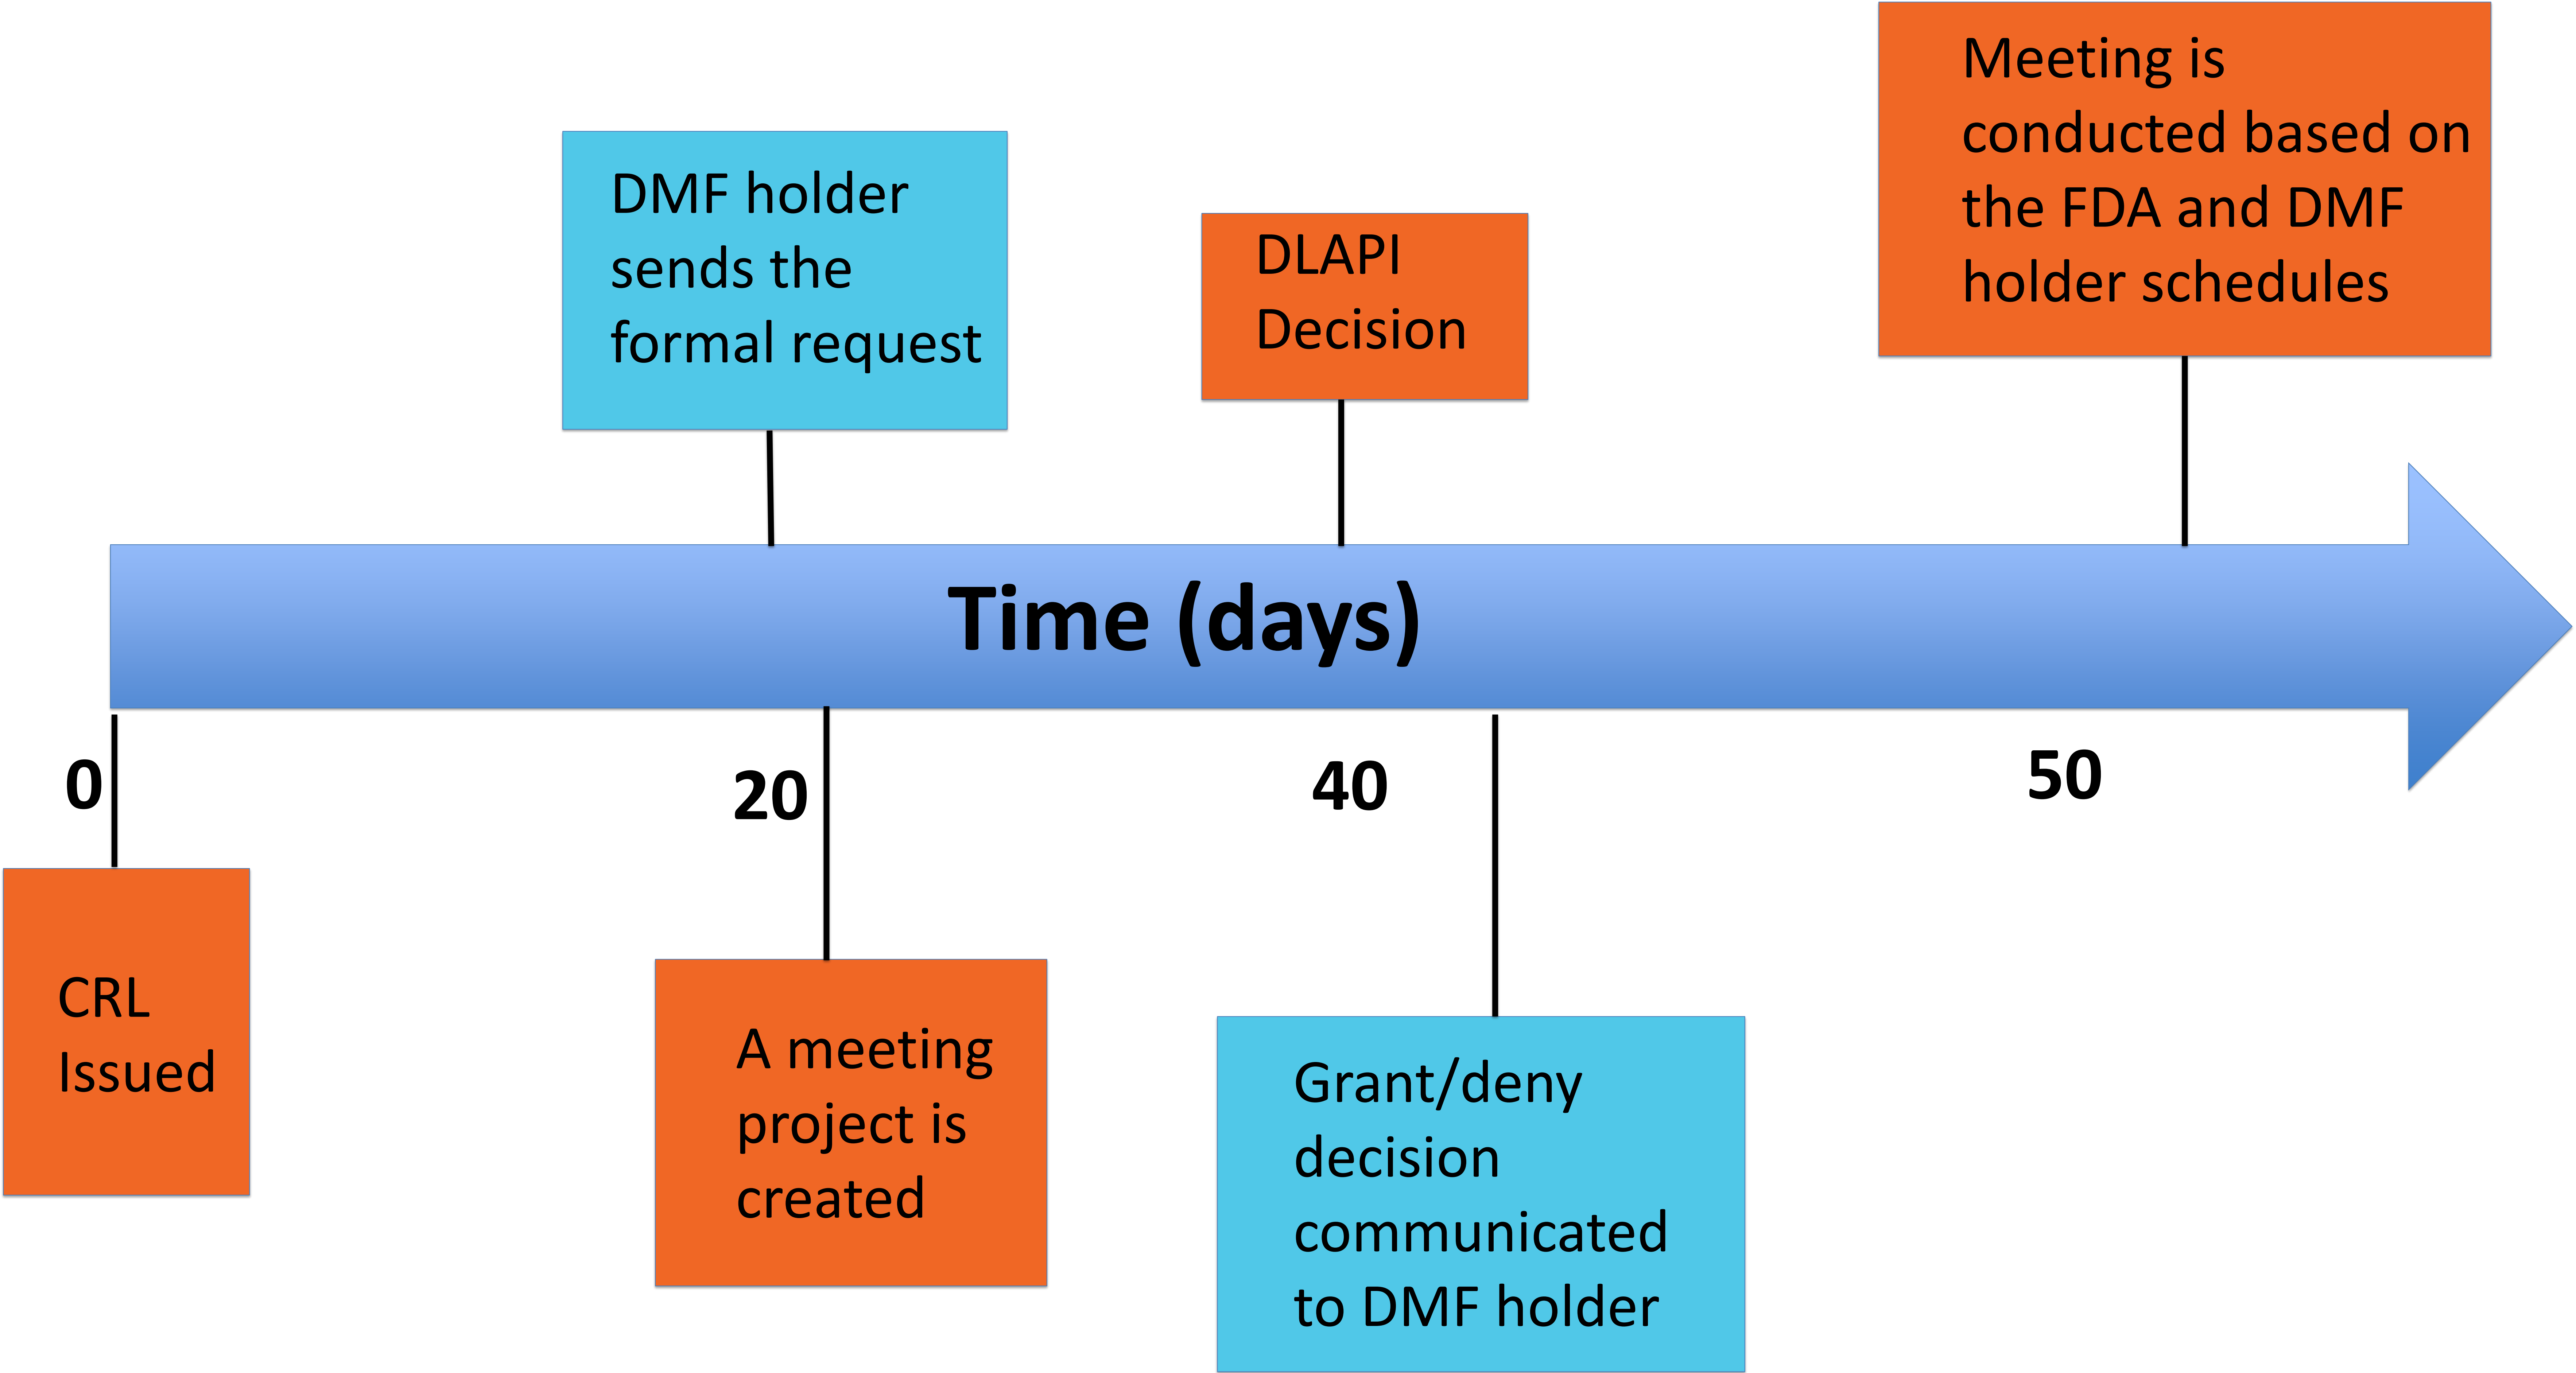 Meeting is
conducted based on
the FDA and DMF
holder schedules
DMF holder
sends the
formal request
DLAPI
Decision
Time (days)
0
20
40
50
CRL
Issued
A meeting
project is
created
Grant/deny
decision
communicated
to DMF holder